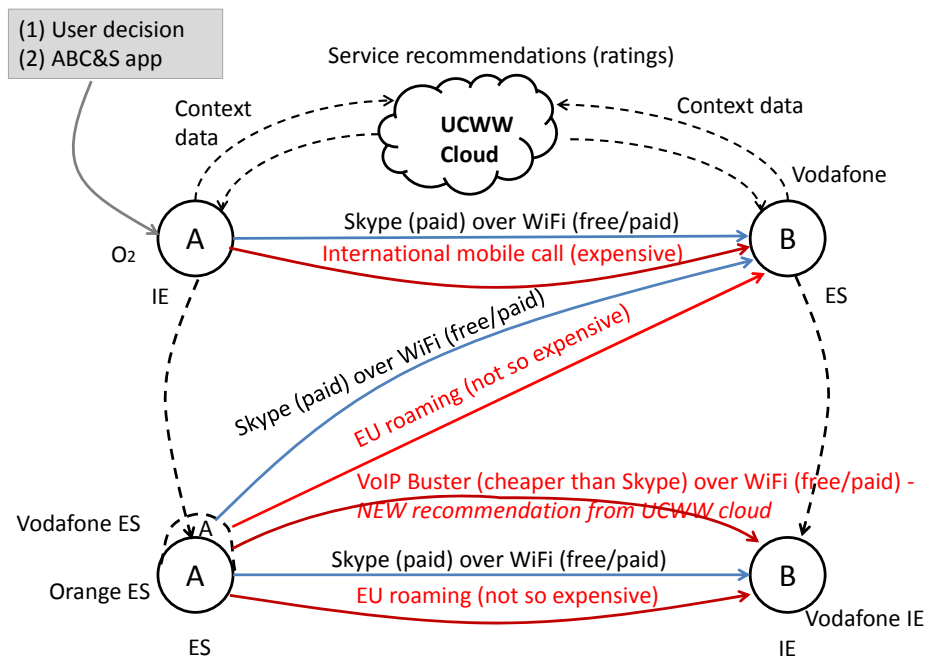 (1) User decision
(2) ABC&S app
Service recommendations (ratings)
Context
data
UCWW
Cloud
Context data
Vodafone
A
Skype (paid) over WiFi (free/paid)
B
O2
International mobile call (expensive)
IE
ES
Skype (paid) over WiFi (free/paid)
EU roaming (not so expensive)
VoIP Buster (cheaper than Skype) over WiFi (free/paid) -
NEW recommendation from UCWW cloud
Vodafone ES
A
Skype (paid) over WiFi (free/paid)
A
B
Orange ES
EU roaming (not so expensive)
Vodafone IE
ES
IE